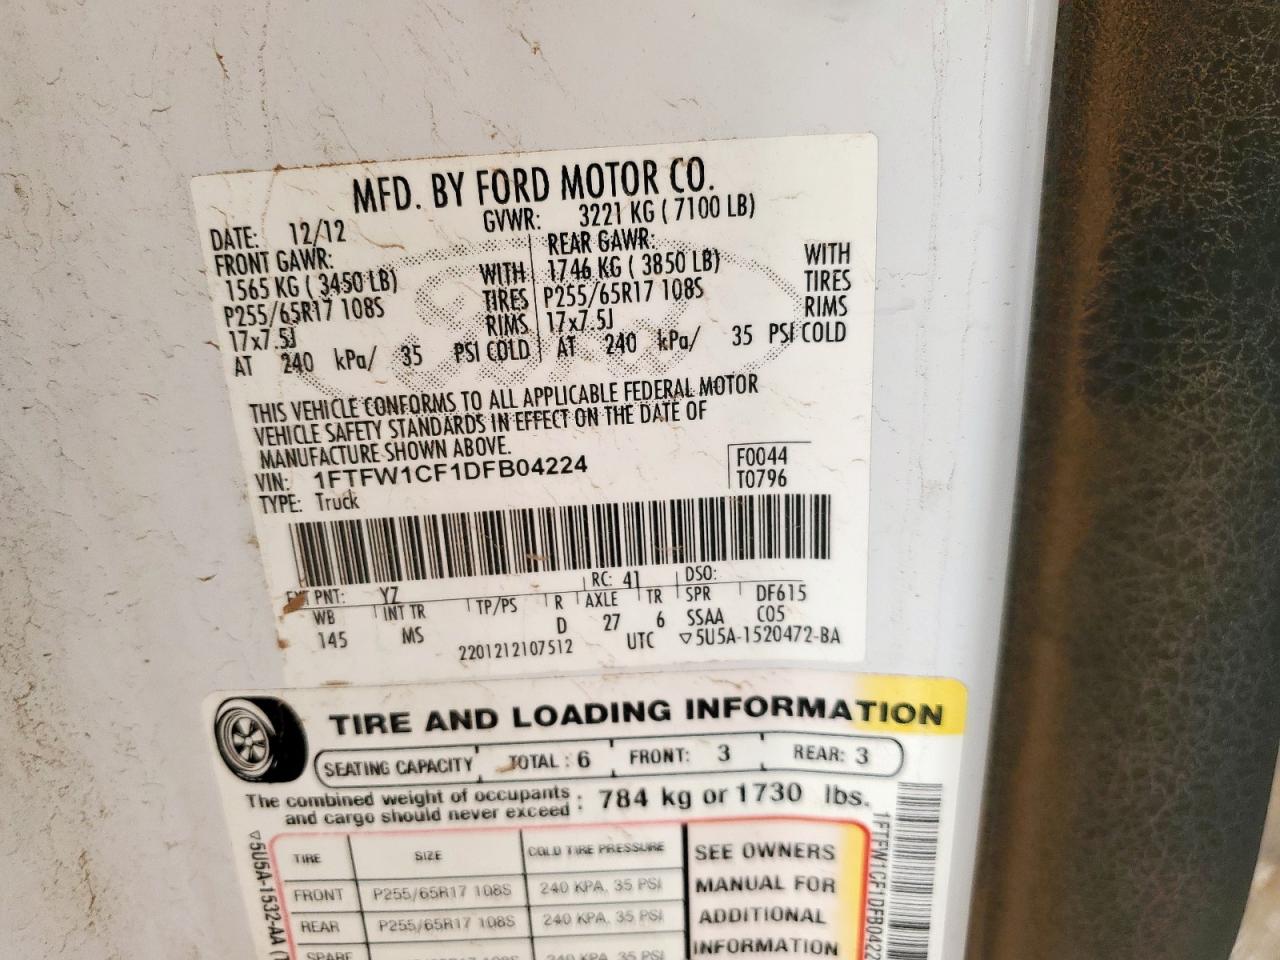 MFD. BY FORD MOTOR CO.
DATE: 12/12 GVWR: 3221 KG ( 7100 LB)
FRONT GAWR: REAR GAWR:
1565 KG ( 3450 LB) WITH 1746 KG ( 3850 LB) WITH
P255/65R17 108S TIRES P255/65R17 108S TIRES
17x7.5J RIMS 17x7.5J RIMS
AT 240 kPa/ 35 PSI COLD AT 240 kPa/ 35 PSI COLD
THIS VEHICLE CONFORMS TO ALL APPLICABLE FEDERAL MOTOR
VEHICLE SAFETY STANDARDS IN EFFECT ON THE DATE OF
MANUFACTURE SHOWN ABOVE.
VIN: 1FTFW1CF1DFB04224 F0044
TYPE: Truck T0796
EXT PNT: YZ RC: 41 DSO:
WB INT TR TP/PS R AXLE TR SPR DF615
145 MS D 27 6 SSAA C05
2201212107512 UTC ▽5U5A-1520472-BA
TIRE AND LOADING INFORMATION
SEATING CAPACITY TOTAL : 6 FRONT: 3 REAR: 3
The combined weight of occupants
and cargo should never exceed : 784 kg or 1730 lbs.
TIRE SIZE COLD TIRE PRESSURE
FRONT P255/65R17 108S 240 KPA, 35 PSI
REAR P255/65R17 108S 240 KPA, 35 PSI
SPARE 240 KPA, 35 PSI
SEE OWNERS
MANUAL FOR
ADDITIONAL
INFORMATION
▽5U5A-1532-AA
1FTFW1CF1DFB0422